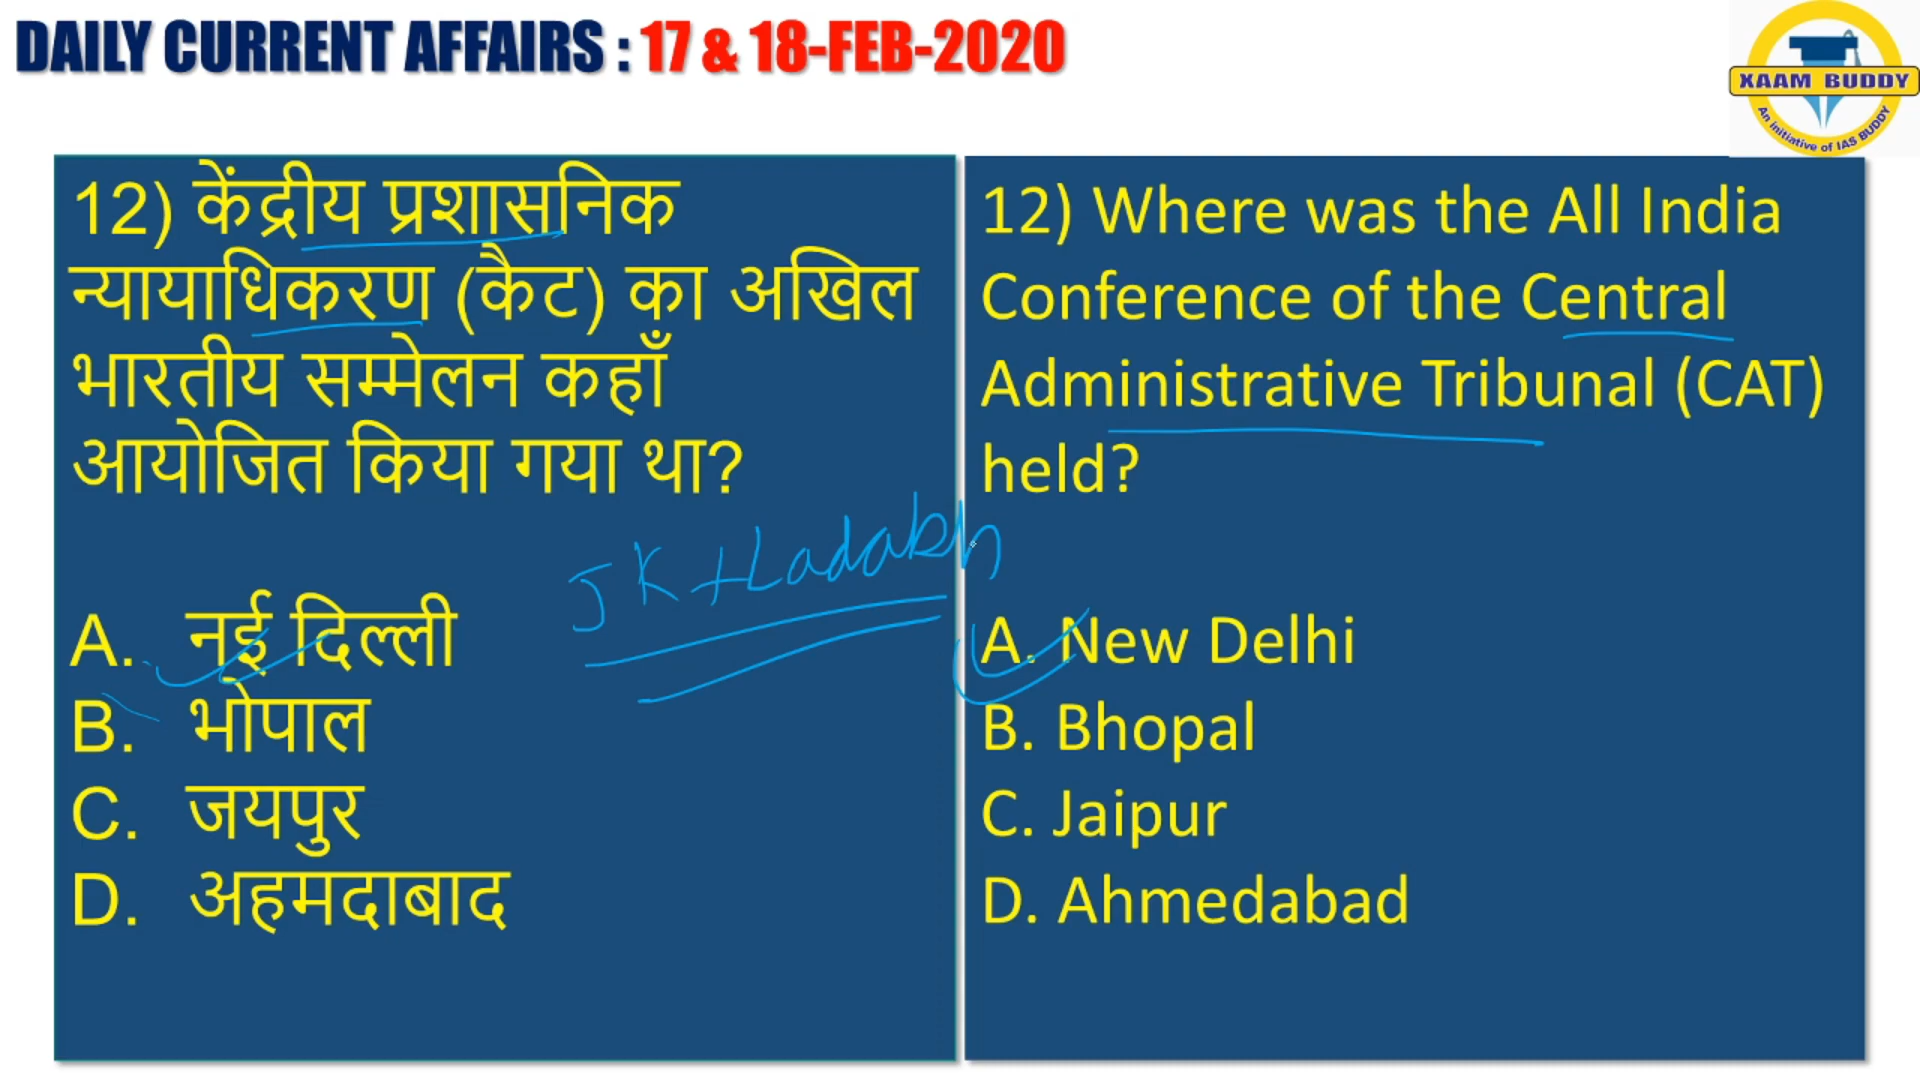 DAILY CURRENT AFFAIRS : 17 & 18-FEB-2020
XAAM BUDDY
An initiative of IAS BUDDY
12) केंद्रीय प्रशासनिक
न्यायाधिकरण (कैट) का अखिल
भारतीय सम्मेलन कहाँ
आयोजित किया गया था?
JK + Ladakh
A. नई दिल्ली
B. भोपाल
C. जयपुर
D. अहमदाबाद
12) Where was the All India
Conference of the Central
Administrative Tribunal (CAT)
held?
A. New Delhi
B. Bhopal
C. Jaipur
D. Ahmedabad